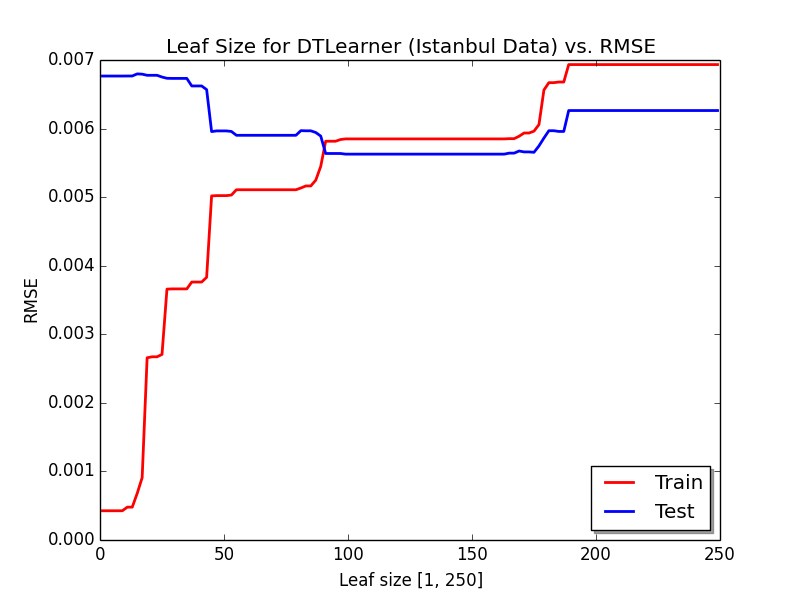 Leaf Size for DTLearner (Istanbul Data) vs. RMSE
0.007
0.006
0.005
0.004
0.003
0.002
0.001
0.000
RMSE
Train
Test
0 50 100 150 200 250
Leaf size [1, 250]